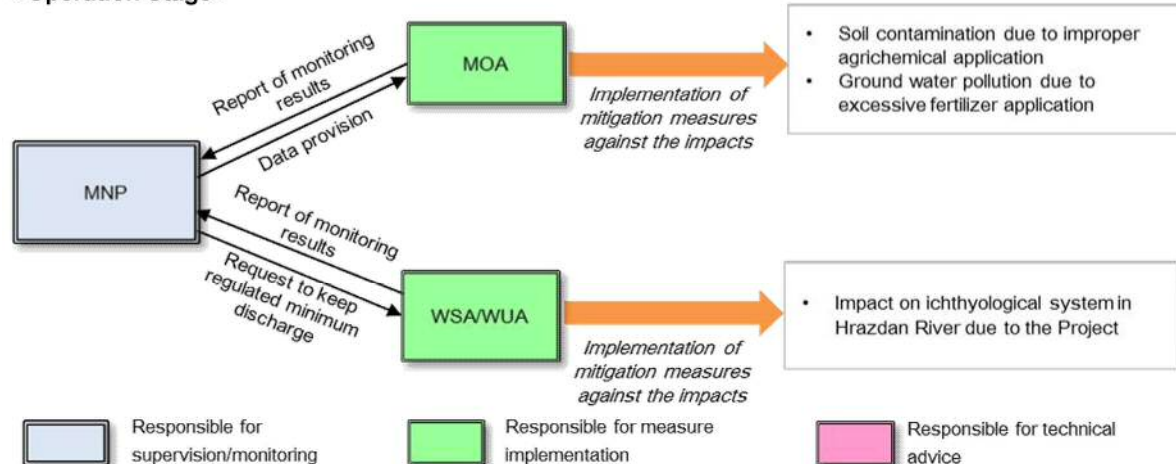 Operation Stage
Report of monitoring
results
Data provision
MOA
Implementation of
mitigation measures
against the impacts
• Soil contamination due to improper
agrichemical application
• Ground water pollution due to
excessive fertilizer application
MNP
Report of monitoring
results
Request to keep
regulated minimum
discharge
WSA/WUA
Implementation of
mitigation measures
against the impacts
• Impact on ichthyological system in
Hrazdan River due to the Project
Responsible for
supervision/monitoring
Responsible for measure
implementation
Responsible for technical
advice